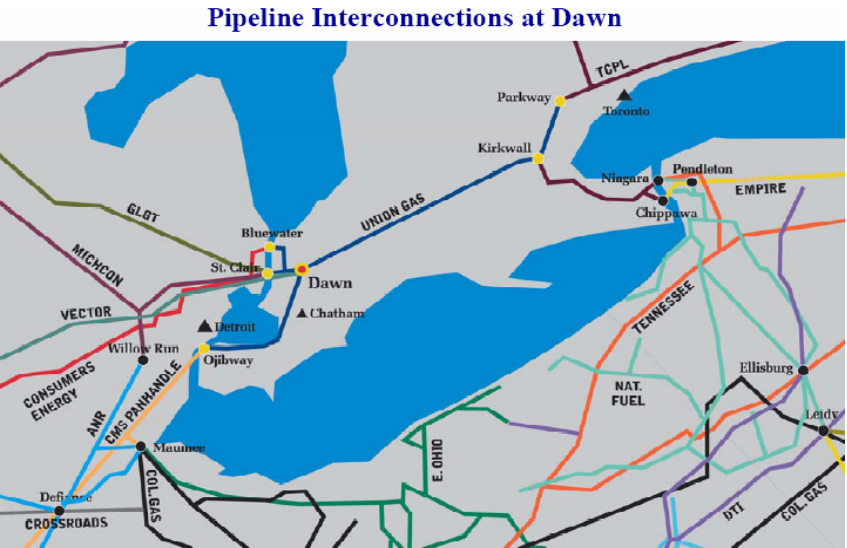 Pipeline Interconnections at Dawn
TCPL
Parkway
Toronto
Kirkwall
Niagara
Pendleton
EMPIRE
Chippawa
GLGT
UNION GAS
Bluewater
MICHCON
St. Clair
Dawn
VECTOR
Chatham
Detroit
TENNESSEE
Willow Run
Ojibway
CONSUMERS
ENERGY
CMS PANHANDLE
Ellisburg
NAT.
FUEL
ANR
Leidy
Maumee
E. OHIO
COL.GAS
Defiance
CROSSROADS
DTI
COL.GAS